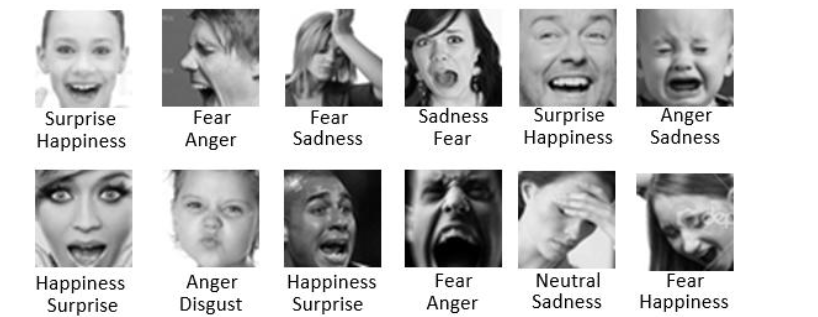 Surprise
Happiness
Fear
Anger
Fear
Sadness
Sadness
Fear
Surprise
Happiness
Anger
Sadness
Happiness
Surprise
Anger
Disgust
Happiness
Surprise
Fear
Anger
Neutral
Sadness
Fear
Happiness